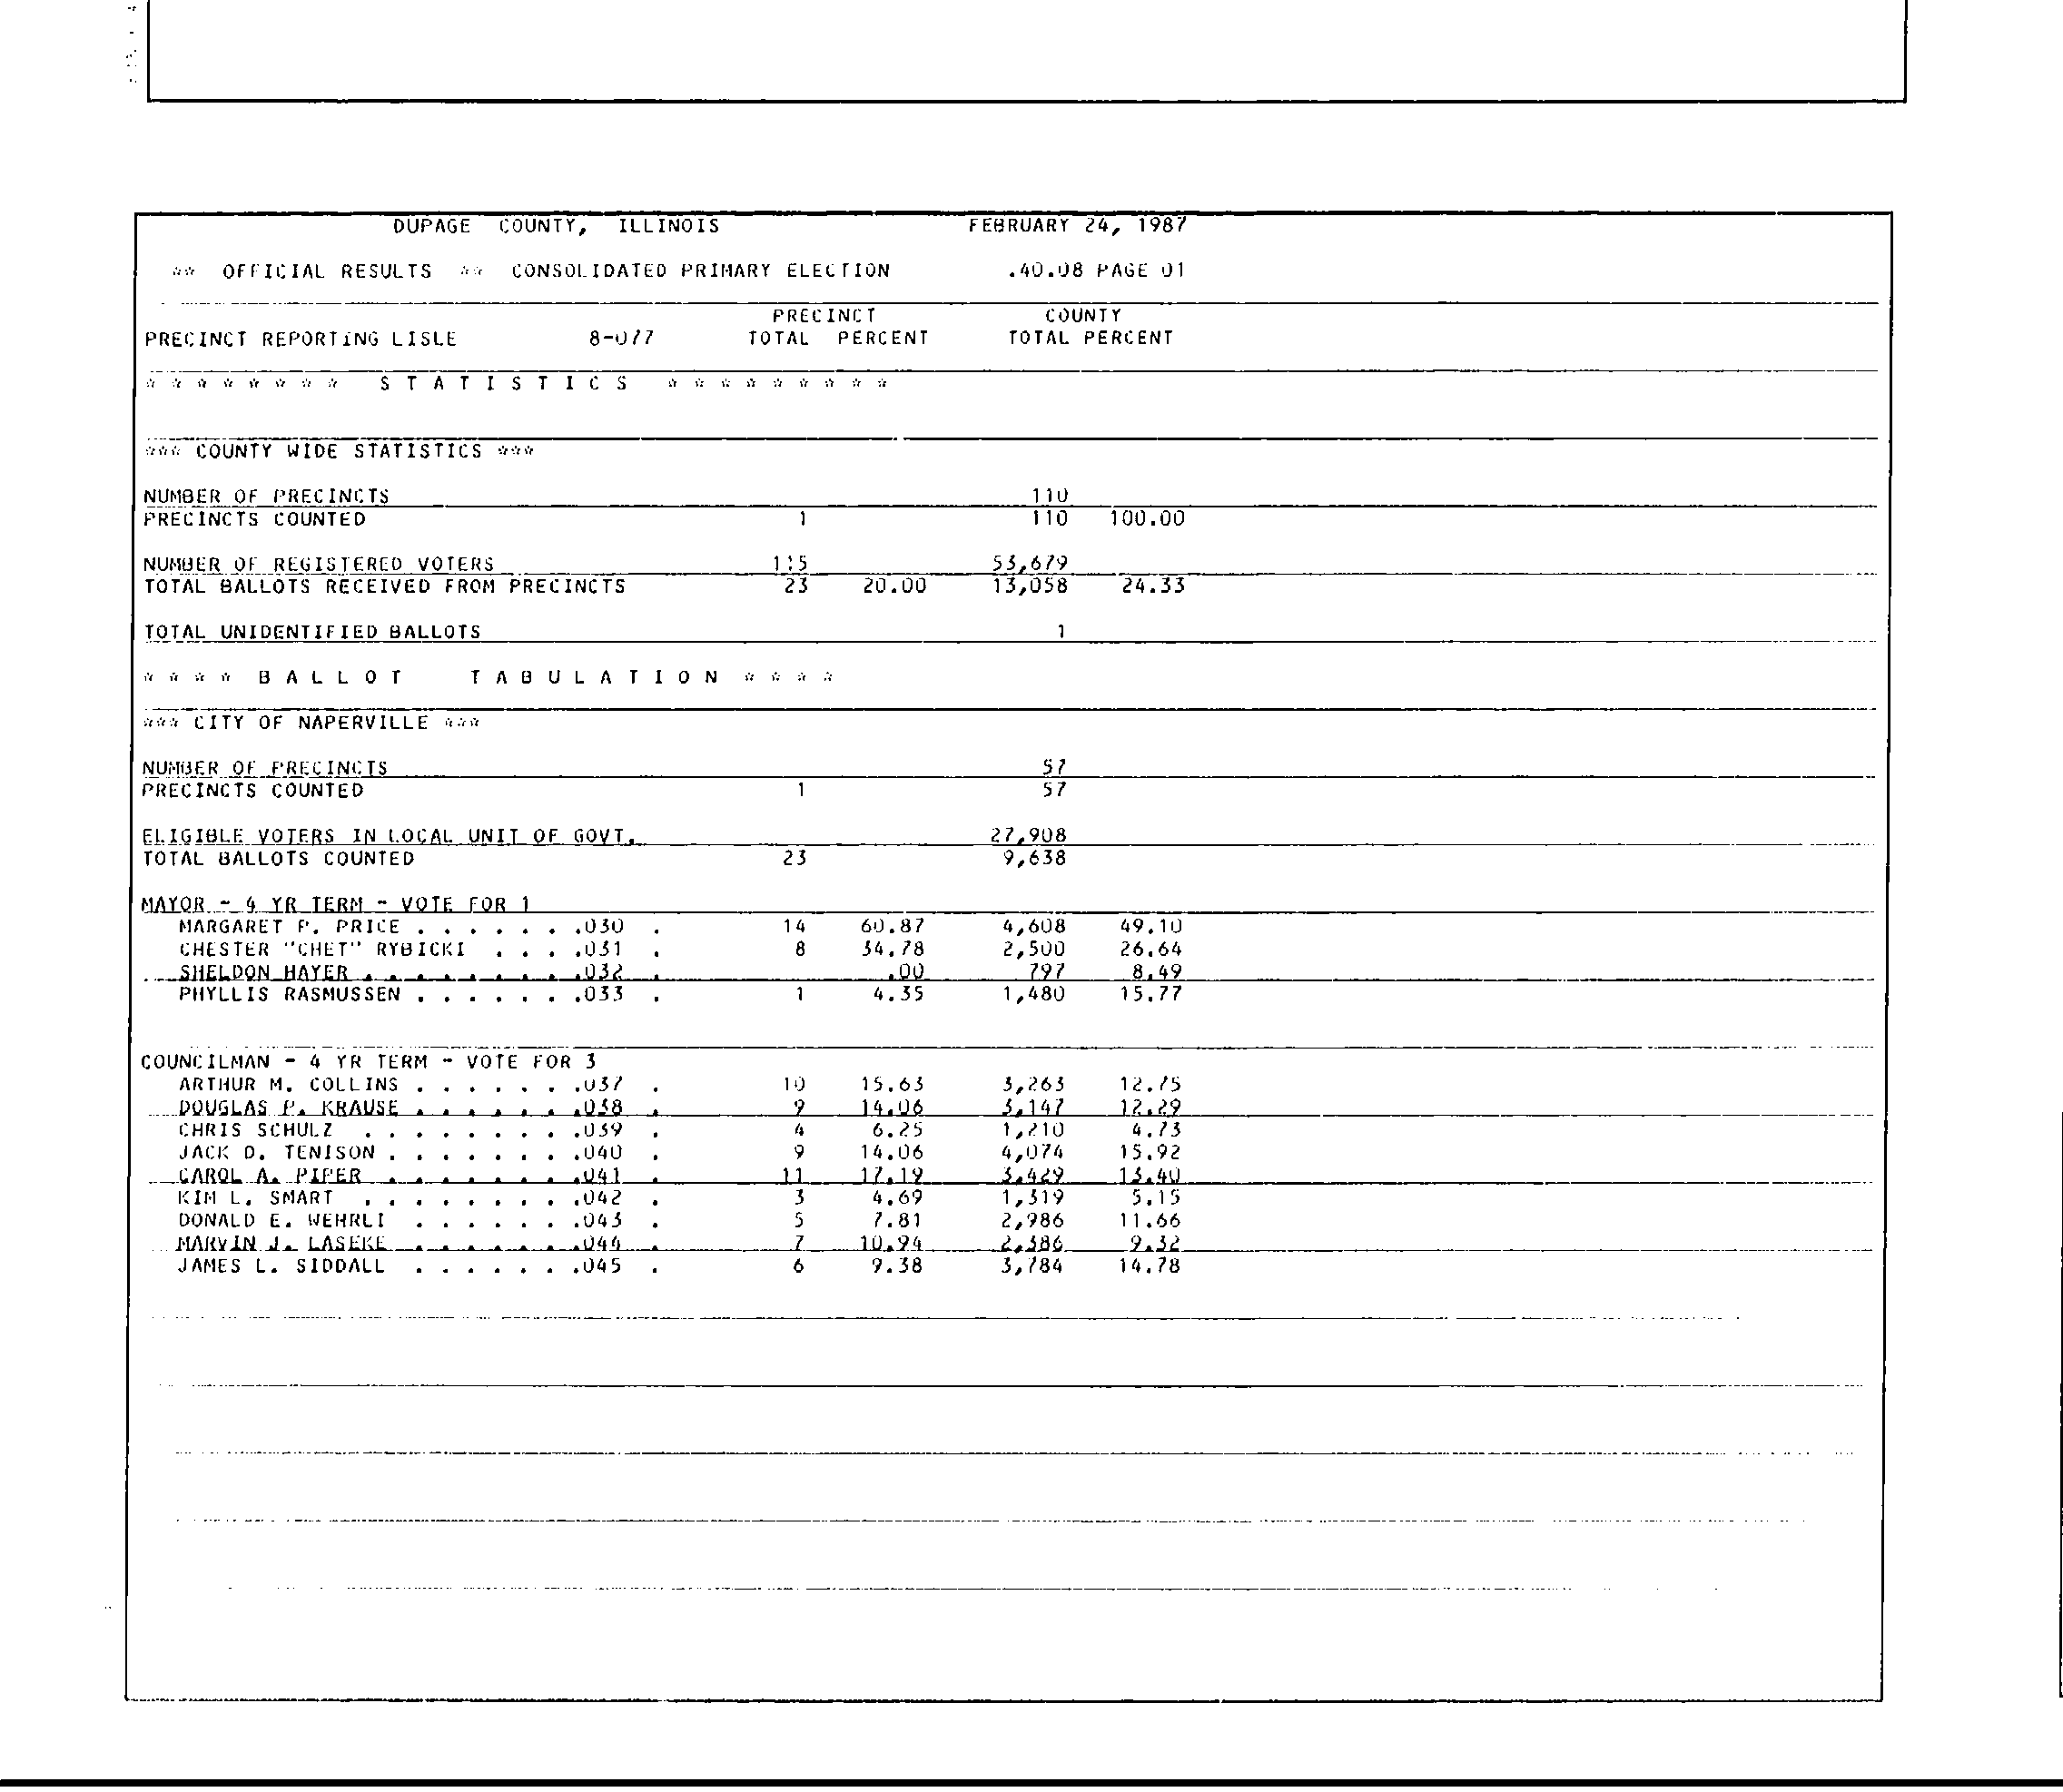 DUPAGE COUNTY, ILLINOIS FEBRUARY 24, 1987
** OFFICIAL RESULTS ** CONSOLIDATED PRIMARY ELECTION .40.08 PAGE 01
PRECINCT COUNTY
PRECINCT REPORTING LISLE 8-077 TOTAL PERCENT TOTAL PERCENT
* * * * * * * * S T A T I S T I C S * * * * * * * * *
*** COUNTY WIDE STATISTICS ***
NUMBER OF PRECINCTS 110
PRECINCTS COUNTED 1 110 100.00
NUMBER OF REGISTERED VOTERS 115 53,679
TOTAL BALLOTS RECEIVED FROM PRECINCTS 23 20.00 13,058 24.33
TOTAL UNIDENTIFIED BALLOTS 1
* * * * B A L L O T T A B U L A T I O N * * * *
*** CITY OF NAPERVILLE ***
NUMBER OF PRECINCTS 57
PRECINCTS COUNTED 1 57
ELIGIBLE VOTERS IN LOCAL UNIT OF GOVT. 27,908
TOTAL BALLOTS COUNTED 23 9,638
MAYOR - 4 YR TERM - VOTE FOR 1
MARGARET P. PRICE . . . . . . .030 . 14 60.87 4,608 49.10
CHESTER "CHET" RYBICKI . . . .031 . 8 34.78 2,500 26.64
SHELDON HAYER . . . . . . . . .032 . .00 797 8.49
PHYLLIS RASMUSSEN . . . . . . .033 . 1 4.35 1,480 15.77
COUNCILMAN - 4 YR TERM - VOTE FOR 3
ARTHUR M. COLLINS . . . . . . .037 . 10 15.63 3,263 12.75
DOUGLAS P. KRAUSE . . . . . . .038 . 9 14.06 3,147 12.29
CHRIS SCHULZ . . . . . . . . .039 . 4 6.25 1,210 4.73
JACK D. TENISON . . . . . . . .040 . 9 14.06 4,074 15.92
CAROL A. PIPER . . . . . . . .041 . 11 17.19 3,429 13.40
KIM L. SMART . . . . . . . . .042 . 3 4.69 1,319 5.15
DONALD E. WEHRLI . . . . . . .043 . 5 7.81 2,986 11.66
MARVIN J. LASEKE . . . . . . .044 . 7 10.94 2,386 9.32
JAMES L. SIDDALL . . . . . . .045 . 6 9.38 3,784 14.78